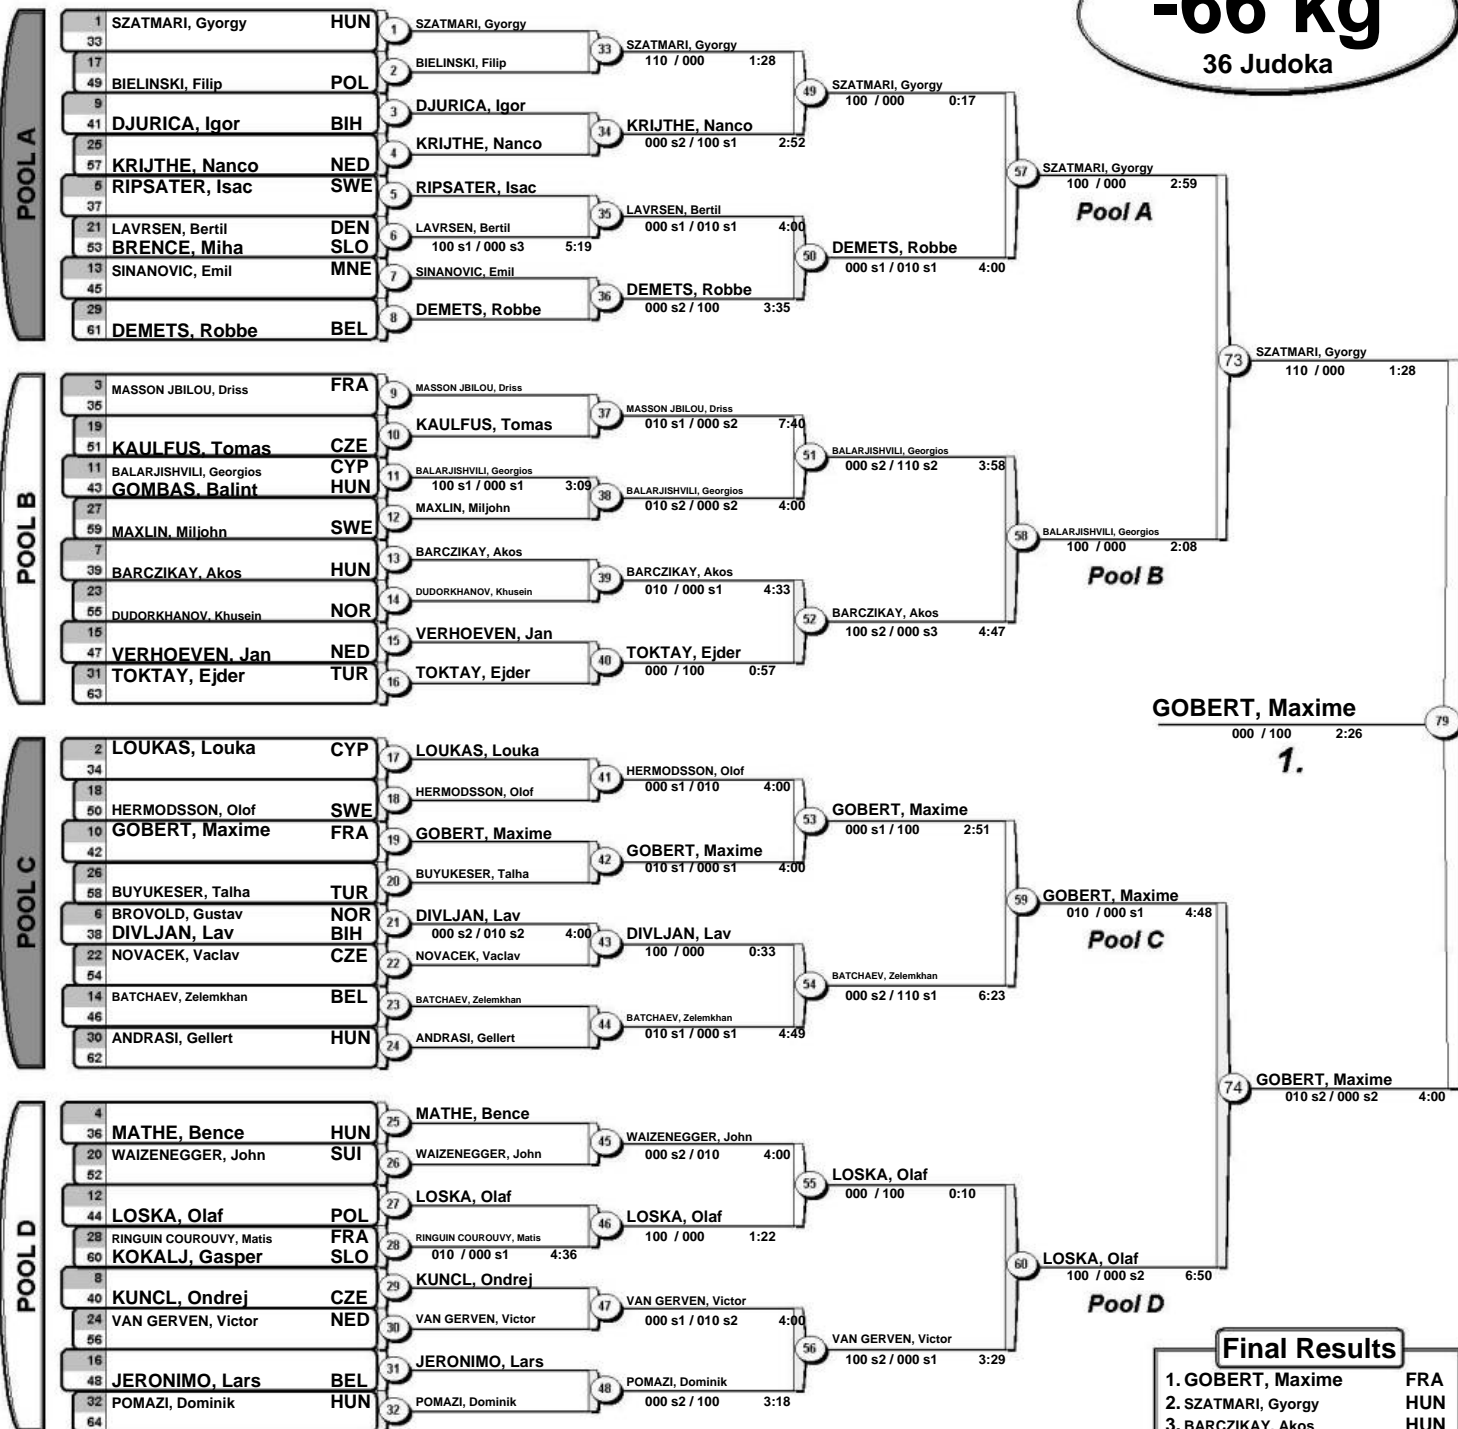 -66 kg
36 Judoka
POOL A
1 SZATMARI, Gyorgy HUN
33
17
49 BIELINSKI, Filip POL
9
41 DJURICA, Igor BIH
25
57 KRIJTHE, Nanco NED
5 RIPSATER, Isac SWE
37
21 LAVRSEN, Bertil DEN
53 BRENCE, Miha SLO
13 SINANOVIC, Emil MNE
45
29
61 DEMETS, Robbe BEL
1 SZATMARI, Gyorgy
2 BIELINSKI, Filip
3 DJURICA, Igor
4 KRIJTHE, Nanco
5 RIPSATER, Isac
6 LAVRSEN, Bertil
100 s1 / 000 s3 5:19
7 SINANOVIC, Emil
8 DEMETS, Robbe
33 SZATMARI, Gyorgy
110 / 000 1:28
34 KRIJTHE, Nanco
000 s2 / 100 s1 2:52
35 LAVRSEN, Bertil
000 s1 / 010 s1 4:00
36 DEMETS, Robbe
000 s2 / 100 3:35
49 SZATMARI, Gyorgy
100 / 000 0:17
50 DEMETS, Robbe
000 s1 / 010 s1 4:00
57 SZATMARI, Gyorgy
100 / 000 2:59
Pool A
POOL B
3 MASSON JBILOU, Driss FRA
35
19
51 KAULFUS, Tomas CZE
11 BALARJISHVILI, Georgios CYP
43 GOMBAS, Balint HUN
27
59 MAXLIN, Miljohn SWE
7
39 BARCZIKAY, Akos HUN
23
55 DUDORKHANOV, Khusein NOR
15
47 VERHOEVEN, Jan NED
31 TOKTAY, Ejder TUR
63
9 MASSON JBILOU, Driss
10 KAULFUS, Tomas
11 BALARJISHVILI, Georgios
100 s1 / 000 s1 3:09
12 MAXLIN, Miljohn
13 BARCZIKAY, Akos
14 DUDORKHANOV, Khusein
15 VERHOEVEN, Jan
16 TOKTAY, Ejder
37 MASSON JBILOU, Driss
010 s1 / 000 s2 7:40
38 BALARJISHVILI, Georgios
010 s2 / 000 s2 4:00
39 BARCZIKAY, Akos
010 / 000 s1 4:33
40 TOKTAY, Ejder
000 / 100 0:57
51 BALARJISHVILI, Georgios
000 s2 / 110 s2 3:58
52 BARCZIKAY, Akos
100 s2 / 000 s3 4:47
58 BALARJISHVILI, Georgios
100 / 000 2:08
Pool B
73 SZATMARI, Gyorgy
110 / 000 1:28
GOBERT, Maxime 79
000 / 100 2:26
1.
POOL C
2 LOUKAS, Louka CYP
34
18
50 HERMODSSON, Olof SWE
10 GOBERT, Maxime FRA
42
26
58 BUYUKESER, Talha TUR
6 BROVOLD, Gustav NOR
38 DIVLJAN, Lav BIH
22 NOVACEK, Vaclav CZE
54
14 BATCHAEV, Zelemkhan BEL
46
30 ANDRASI, Gellert HUN
62
17 LOUKAS, Louka
18 HERMODSSON, Olof
19 GOBERT, Maxime
20 BUYUKESER, Talha
21 DIVLJAN, Lav
000 s2 / 010 s2 4:00
22 NOVACEK, Vaclav
23 BATCHAEV, Zelemkhan
24 ANDRASI, Gellert
41 HERMODSSON, Olof
000 s1 / 010 4:00
42 GOBERT, Maxime
010 s1 / 000 s1 4:00
43 DIVLJAN, Lav
100 / 000 0:33
44 BATCHAEV, Zelemkhan
010 s1 / 000 s1 4:49
53 GOBERT, Maxime
000 s1 / 100 2:51
54 BATCHAEV, Zelemkhan
000 s2 / 110 s1 6:23
59 GOBERT, Maxime
010 / 000 s1 4:48
Pool C
74 GOBERT, Maxime
010 s2 / 000 s2 4:00
POOL D
4
36 MATHE, Bence HUN
20 WAIZENEGGER, John SUI
52
12
44 LOSKA, Olaf POL
28 RINGUIN COUROUVY, Matis FRA
60 KOKALJ, Gasper SLO
8
40 KUNCL, Ondrej CZE
24 VAN GERVEN, Victor NED
56
16
48 JERONIMO, Lars BEL
32 POMAZI, Dominik HUN
64
25 MATHE, Bence
26 WAIZENEGGER, John
27 LOSKA, Olaf
28 RINGUIN COUROUVY, Matis
010 / 000 s1 4:36
29 KUNCL, Ondrej
30 VAN GERVEN, Victor
31 JERONIMO, Lars
32 POMAZI, Dominik
45 WAIZENEGGER, John
000 s2 / 010 4:00
46 LOSKA, Olaf
100 / 000 1:22
47 VAN GERVEN, Victor
000 s1 / 010 s2 4:00
48 POMAZI, Dominik
000 s2 / 100 3:18
55 LOSKA, Olaf
000 / 100 0:10
56 VAN GERVEN, Victor
100 s2 / 000 s1 3:29
60 LOSKA, Olaf
100 / 000 s2 6:50
Pool D
Final Results
1. GOBERT, Maxime FRA
2. SZATMARI, Gyorgy HUN
3. BARCZIKAY, Akos HUN